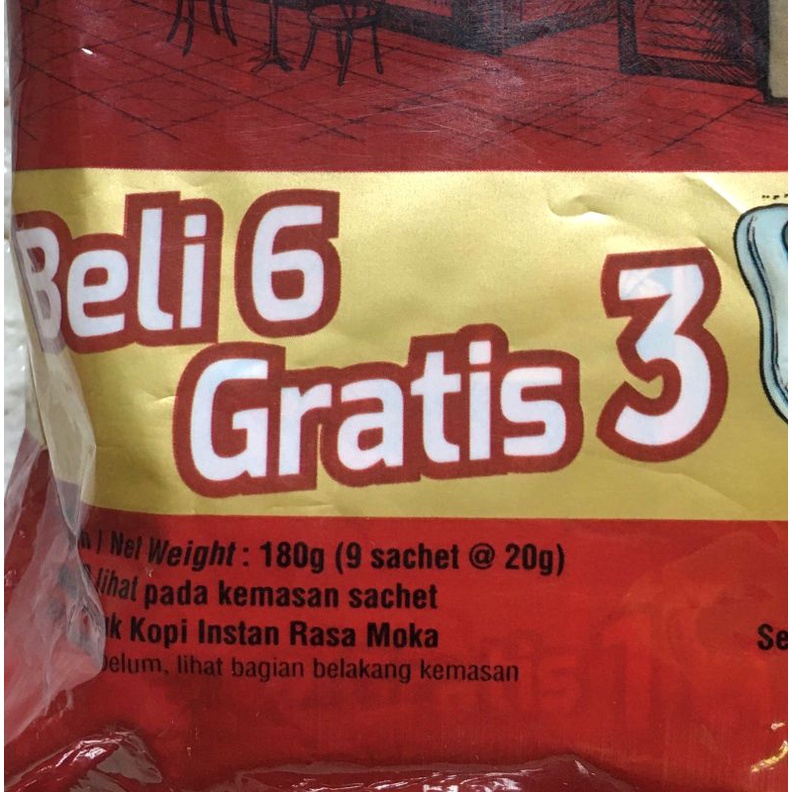 Beli 6
Gratis 3
| Net Weight : 180g (9 sachet @ 20g)
lihat pada kemasan sachet
Kopi Instan Rasa Moka
lihat bagian belakang kemasan